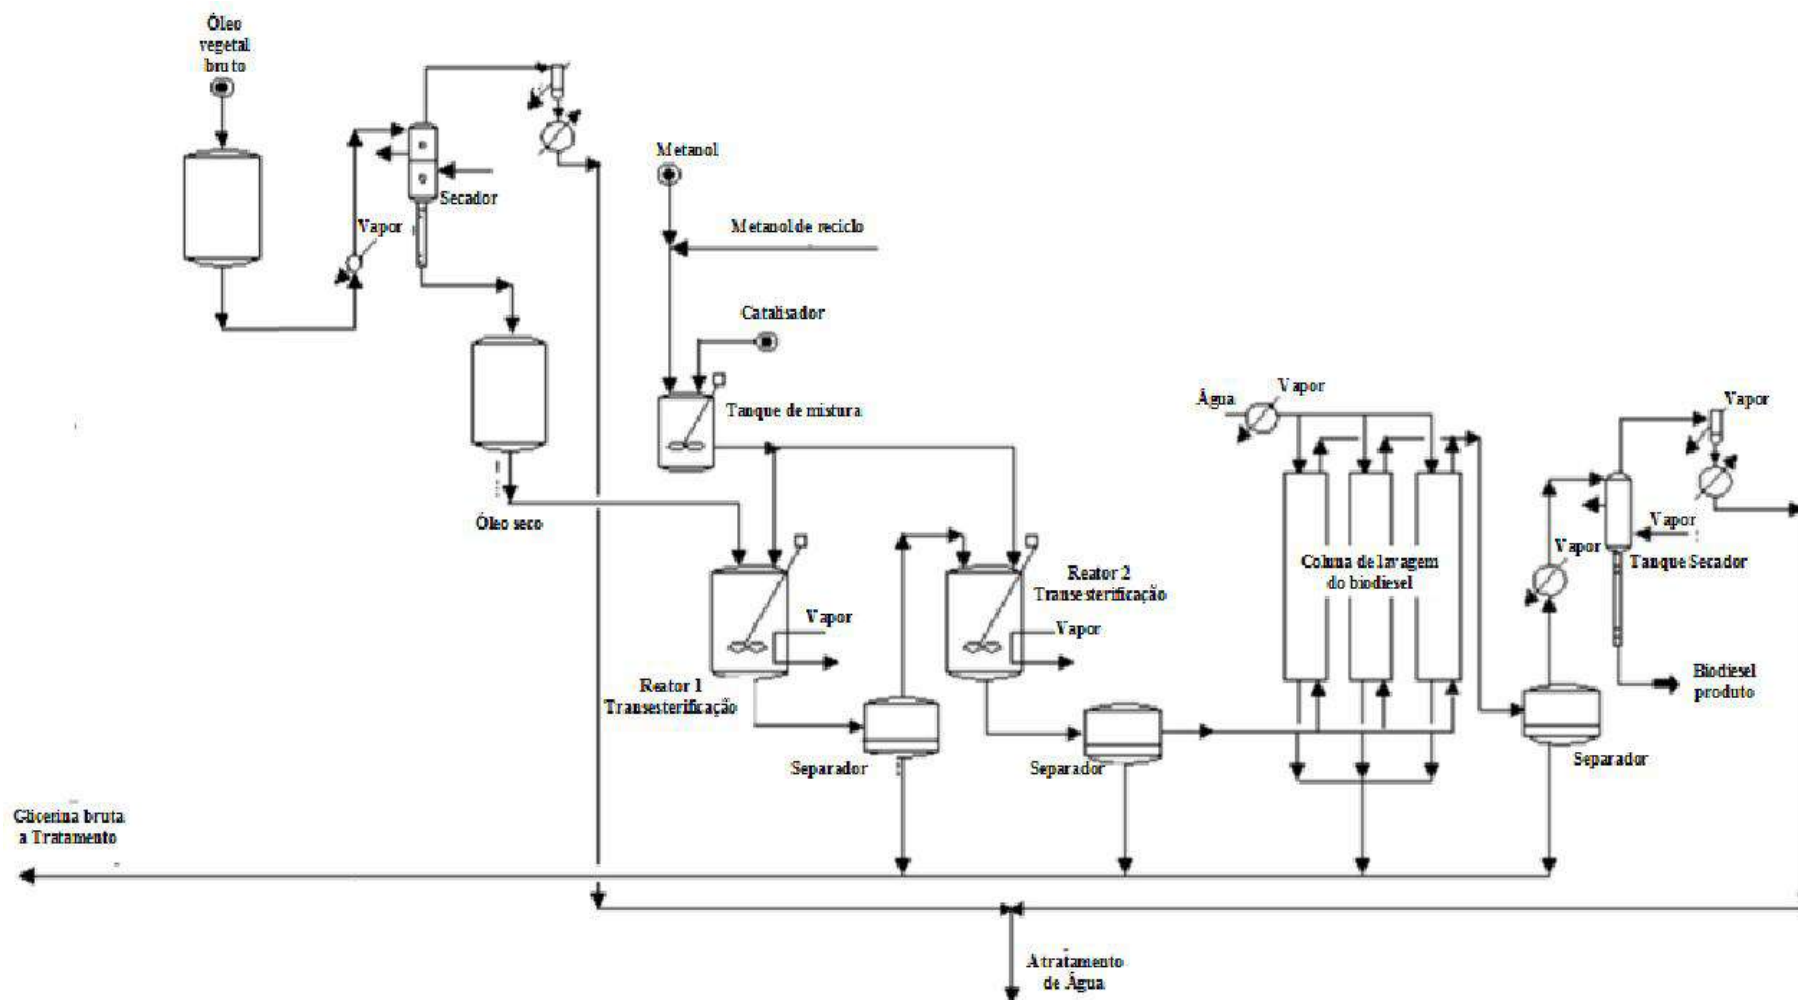 Óleo
vegetal
bruto
Secador
Vapor
Metanol
Metanol de reciclo
Catalisador
Tanque de mistura
Óleo seco
Água
Vapor
Vapor
Vapor
Vapor
Tanque Secador
Coluna de lavagem
do biodiesel
Reator 2
Transesterificação
Vapor
Vapor
Reator 1
Transesterificação
Biodiesel
produto
Separador
Separador
Separador
Glicerina bruta
a Tratamento
A tratamento
de Água